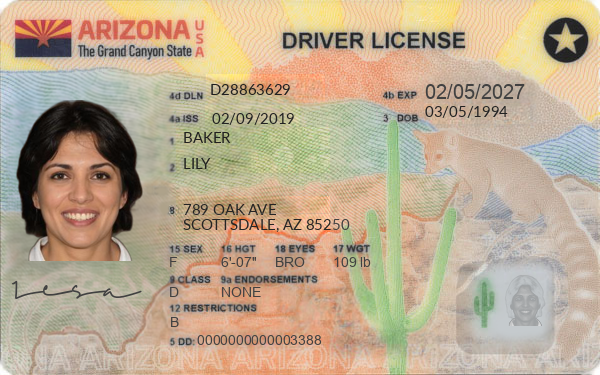 ARIZONA USA
The Grand Canyon State
DRIVER LICENSE
4d DLN D28863629 4b EXP 02/05/2027
4a ISS 02/09/2019 3 DOB 03/05/1994
1 BAKER
2 LILY
8 789 OAK AVE
SCOTTSDALE, AZ 85250
15 SEX 16 HGT 18 EYES 17 WGT
F 6'-07" BRO 109 lb
9 CLASS 9a ENDORSEMENTS
D NONE
12 RESTRICTIONS
B
Lesa
5 DD: 0000000000003388
ARIZONA ARIZONA ARIZONA ARIZONA